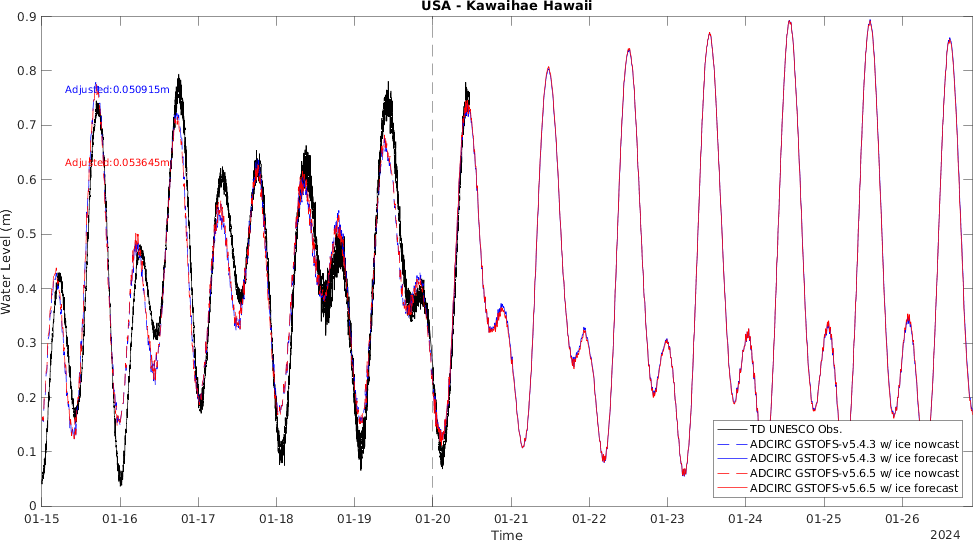 USA - Kawaihae Hawaii
0.9
0.8
0.7
0.6
0.5
0.4
0.3
0.2
0.1
0
Water Level (m)
Adjusted:0.050915m
Adjusted:0.053645m
TD UNESCO Obs.
ADCIRC GSTOFS-v5.4.3 w/ ice nowcast
ADCIRC GSTOFS-v5.4.3 w/ ice forecast
ADCIRC GSTOFS-v5.6.5 w/ ice nowcast
ADCIRC GSTOFS-v5.6.5 w/ ice forecast
01-15 01-16 01-17 01-18 01-19 01-20 01-21 01-22 01-23 01-24 01-25 01-26
Time
2024